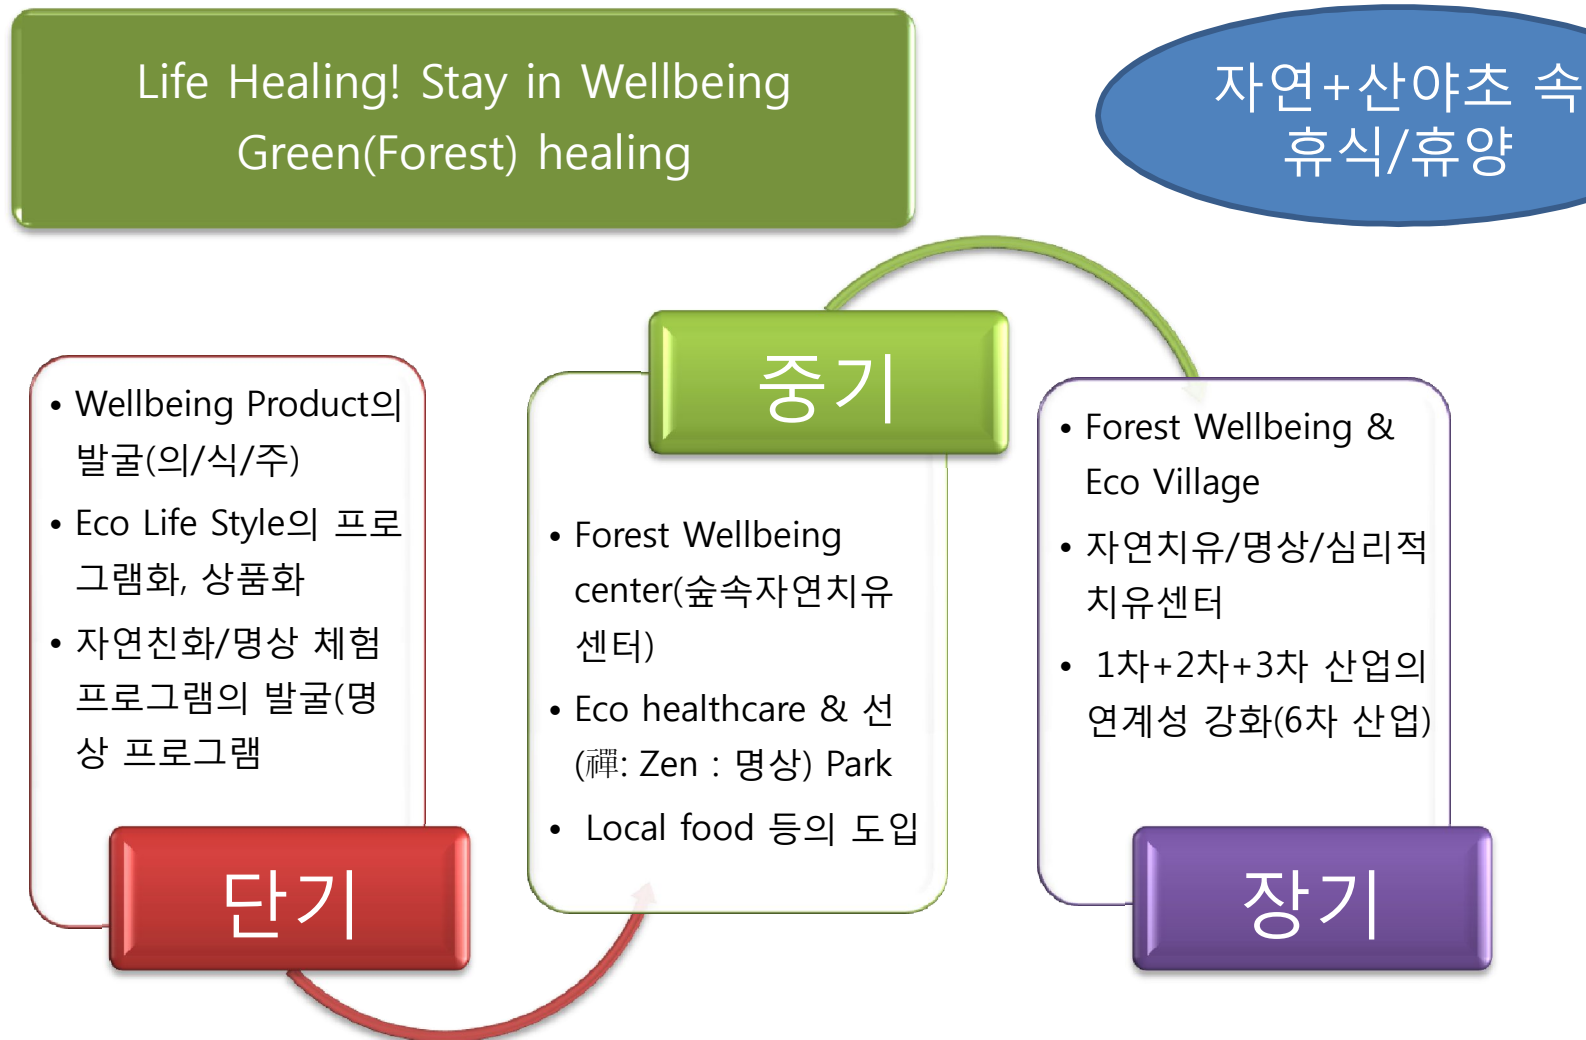 Life Healing! Stay in Wellbeing
Green(Forest) healing
자연+산야초 속
휴식/휴양
• Wellbeing Product의
발굴(의/식/주)
• Eco Life Style의 프로
그램화, 상품화
• 자연친화/명상 체험
프로그램의 발굴(명
상 프로그램
단기
중기
• Forest Wellbeing
center(숲속자연치유
센터)
• Eco healthcare & 선
(禪: Zen : 명상) Park
• Local food 등의 도입
• Forest Wellbeing &
Eco Village
• 자연치유/명상/심리적
치유센터
• 1차+2차+3차 산업의
연계성 강화(6차 산업)
장기